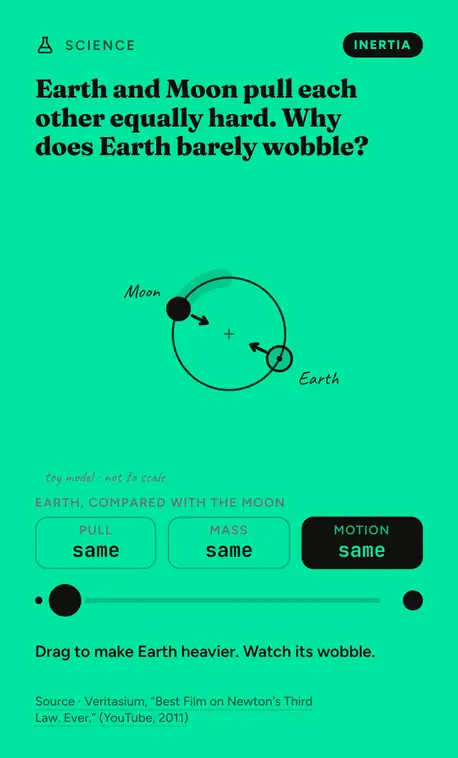 SCIENCE
INERTIA
Earth and Moon pull each
other equally hard. Why
does Earth barely wobble?
Moon
Earth
toy model · not to scale
EARTH, COMPARED WITH THE MOON
PULL
same
MASS
same
MOTION
same
Drag to make Earth heavier. Watch its wobble.
Source · Veritasium, “Best Film on Newton's Third
Law. Ever.” (YouTube, 2011)